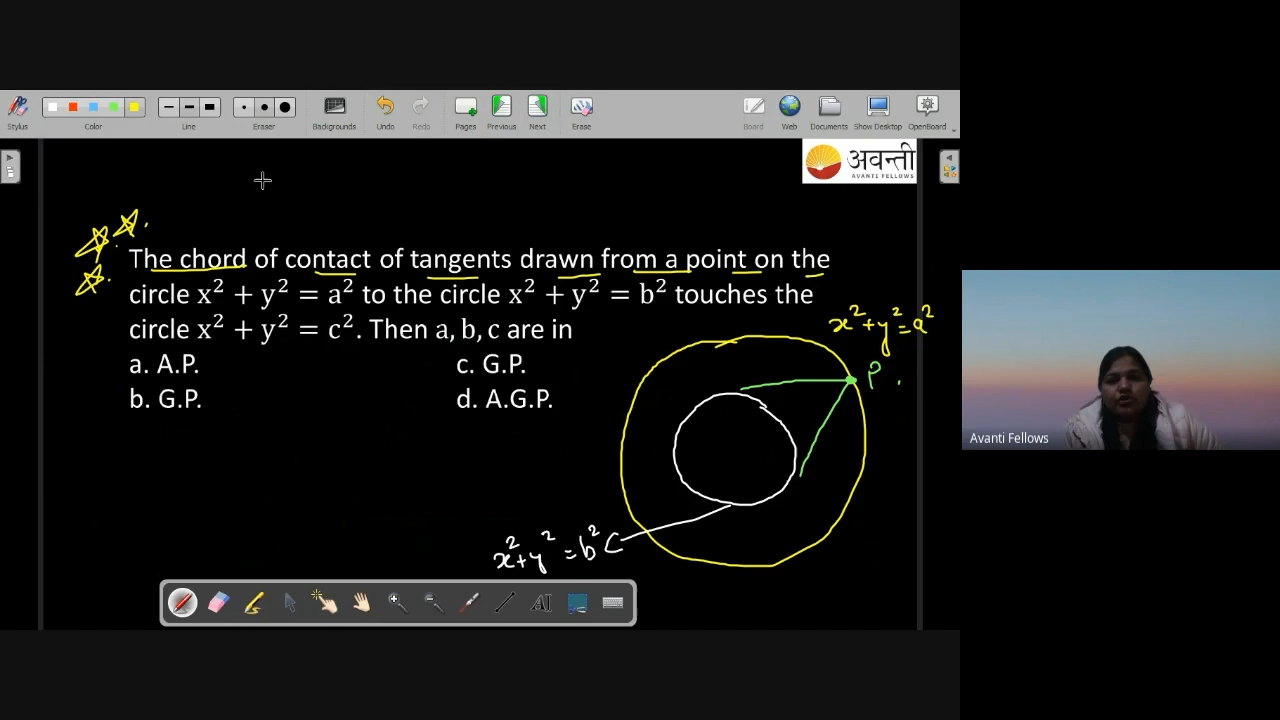 Stylus
Color
Line
Eraser
Backgrounds
Undo
Redo
Pages
Previous
Next
Erase
Board
Web
Documents
Show Desktop
OpenBoard
अवन्ती
AVANTI FELLOWS
The chord of contact of tangents drawn from a point on the
circle x² + y² = a² to the circle x² + y² = b² touches the
circle x² + y² = c². Then a, b, c are in
a. A.P.
c. G.P.
b. G.P.
d. A.G.P.
x²+y²=a²
P.
x²+y²=b²
AI
Avanti Fellows